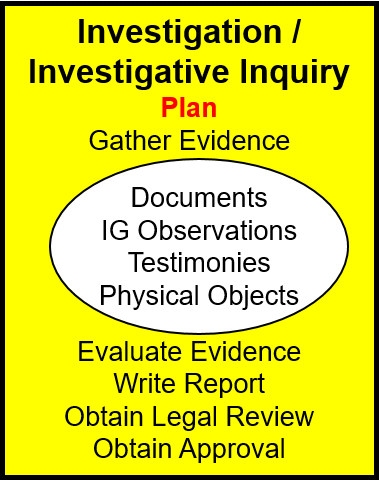 Investigation /
Investigative Inquiry
Plan
Gather Evidence
Documents
IG Observations
Testimonies
Physical Objects
Evaluate Evidence
Write Report
Obtain Legal Review
Obtain Approval